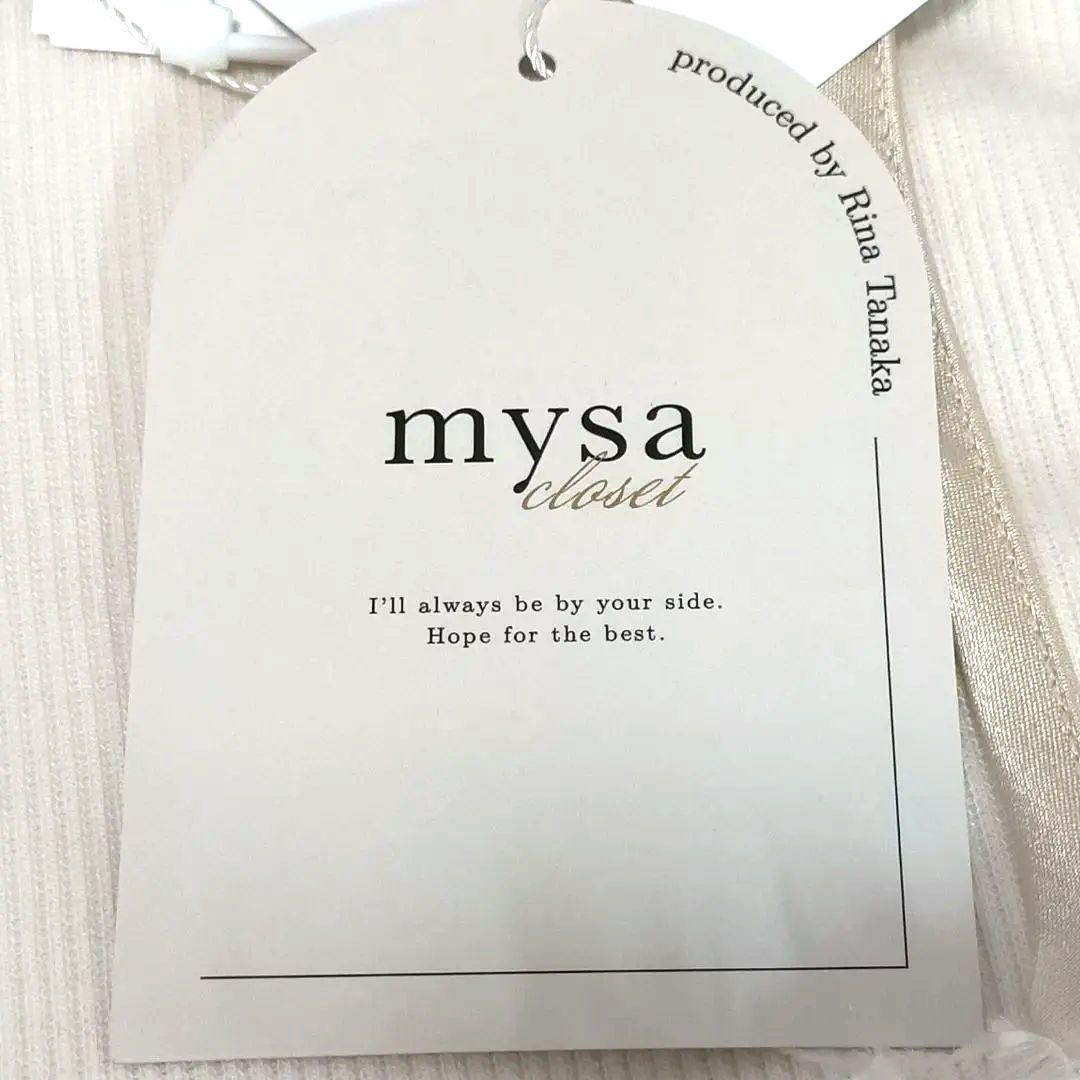 produced by Rina Tanaka
mysa
closet
I'll always be by your side.
Hope for the best.